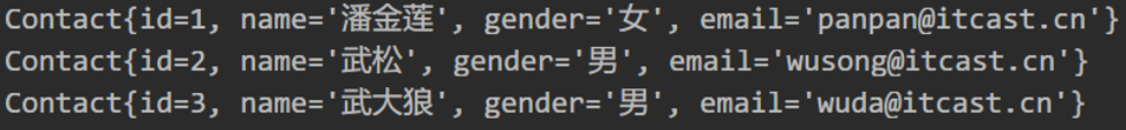 Contact{id=1, name='潘金莲', gender='女', email='panpan@itcast.cn'}
Contact{id=2, name='武松', gender='男', email='wusong@itcast.cn'}
Contact{id=3, name='武大狼', gender='男', email='wuda@itcast.cn'}